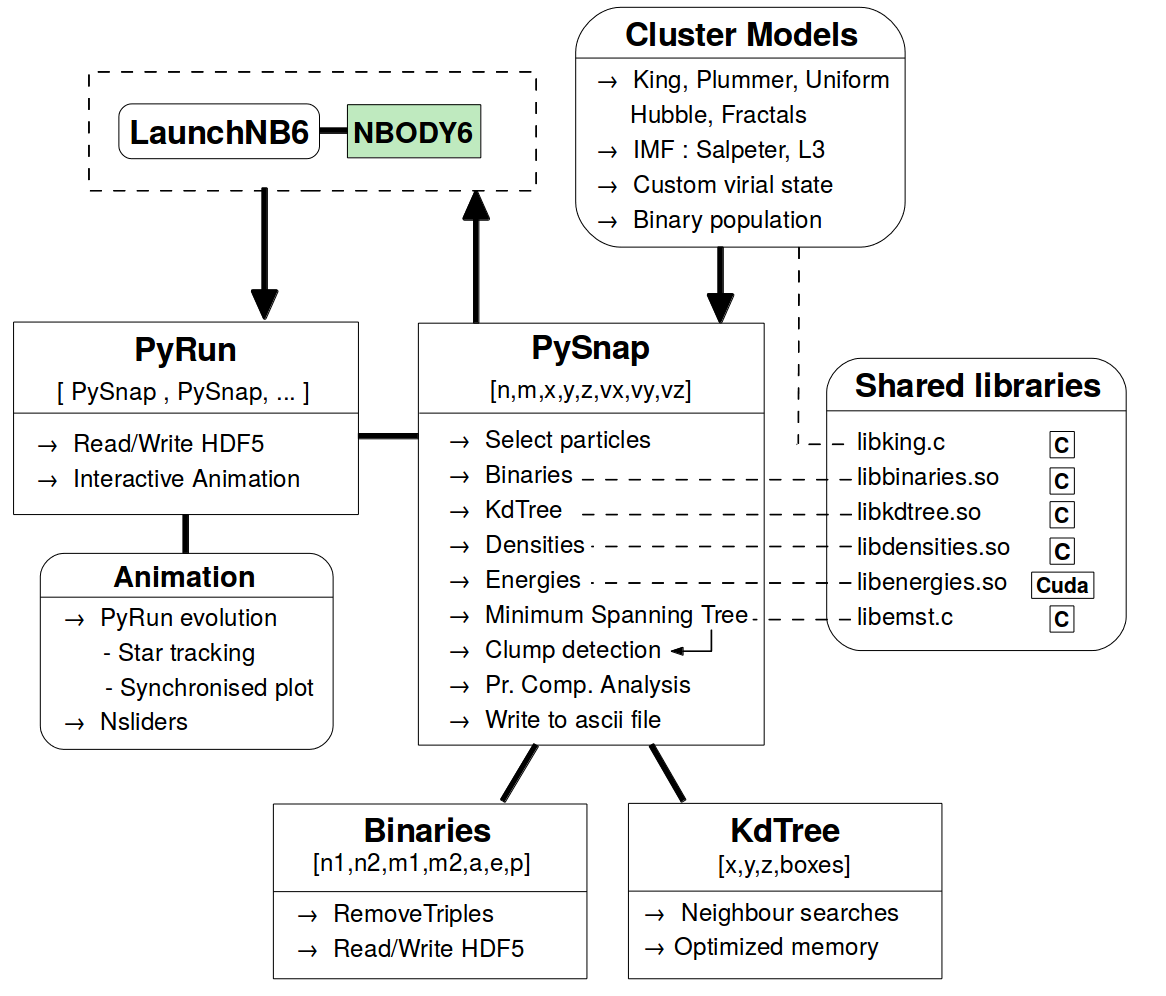 Cluster Models
→ King, Plummer, Uniform
Hubble, Fractals
→ IMF : Salpeter, L3
→ Custom virial state
→ Binary population
LaunchNB6
NBODY6
PyRun
[ PySnap , PySnap, ... ]
→ Read/Write HDF5
→ Interactive Animation
PySnap
[n,m,x,y,z,vx,vy,vz]
→ Select particles
→ Binaries
→ KdTree
→ Densities
→ Energies
→ Minimum Spanning Tree
→ Clump detection
→ Pr. Comp. Analysis
→ Write to ascii file
Shared libraries
libking.c C
libbinaries.so C
libkdtree.so C
libdensities.so C
libenergies.so Cuda
libemst.c C
Animation
→ PyRun evolution
- Star tracking
- Synchronised plot
→ Nsliders
Binaries
[n1,n2,m1,m2,a,e,p]
→ RemoveTriples
→ Read/Write HDF5
KdTree
[x,y,z,boxes]
→ Neighbour searches
→ Optimized memory